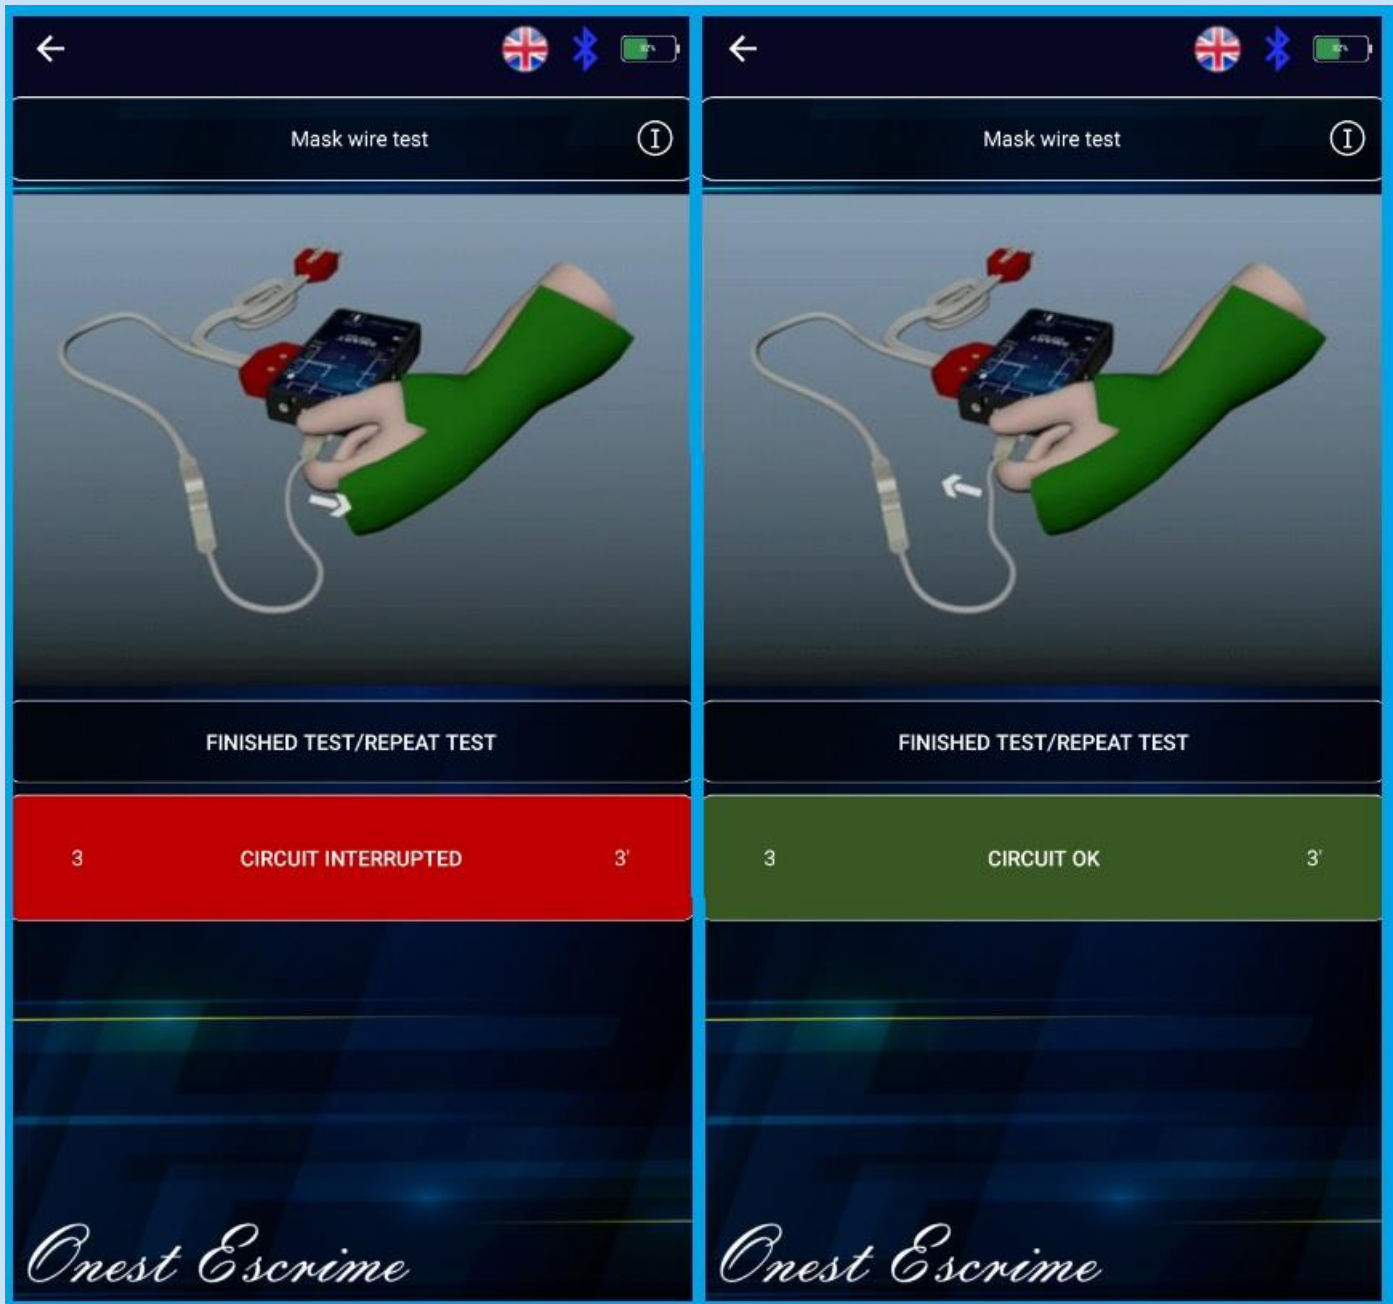 Mask wire test
FINISHED TEST/REPEAT TEST
3 CIRCUIT INTERRUPTED 3'
Onest Escrime
Mask wire test
FINISHED TEST/REPEAT TEST
3 CIRCUIT OK 3'
Onest Escrime